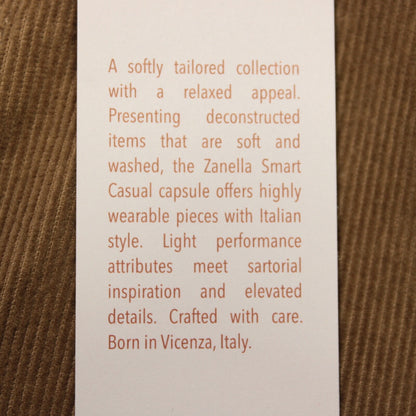 A softly tailored collection
with a relaxed appeal.
Presenting deconstructed
items that are soft and
washed, the Zanella Smart
Casual capsule offers highly
wearable pieces with Italian
style. Light performance
attributes meet sartorial
inspiration and elevated
details. Crafted with care.
Born in Vicenza, Italy.